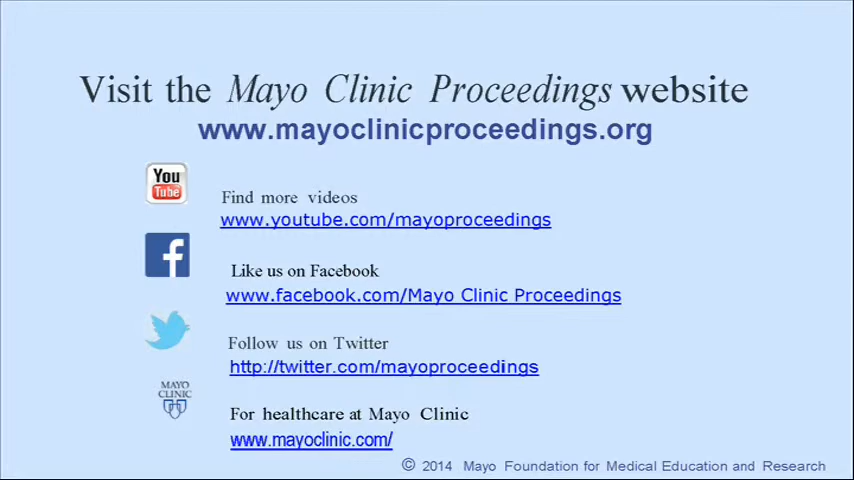 Visit the Mayo Clinic Proceedings website
www.mayoclinicproceedings.org
You
Tube
Find more videos
www.youtube.com/mayoproceedings
f
Like us on Facebook
www.facebook.com/Mayo Clinic Proceedings
Follow us on Twitter
http://twitter.com/mayoproceedings
MAYO
CLINIC
For healthcare at Mayo Clinic
www.mayoclinic.com/
© 2014 Mayo Foundation for Medical Education and Research